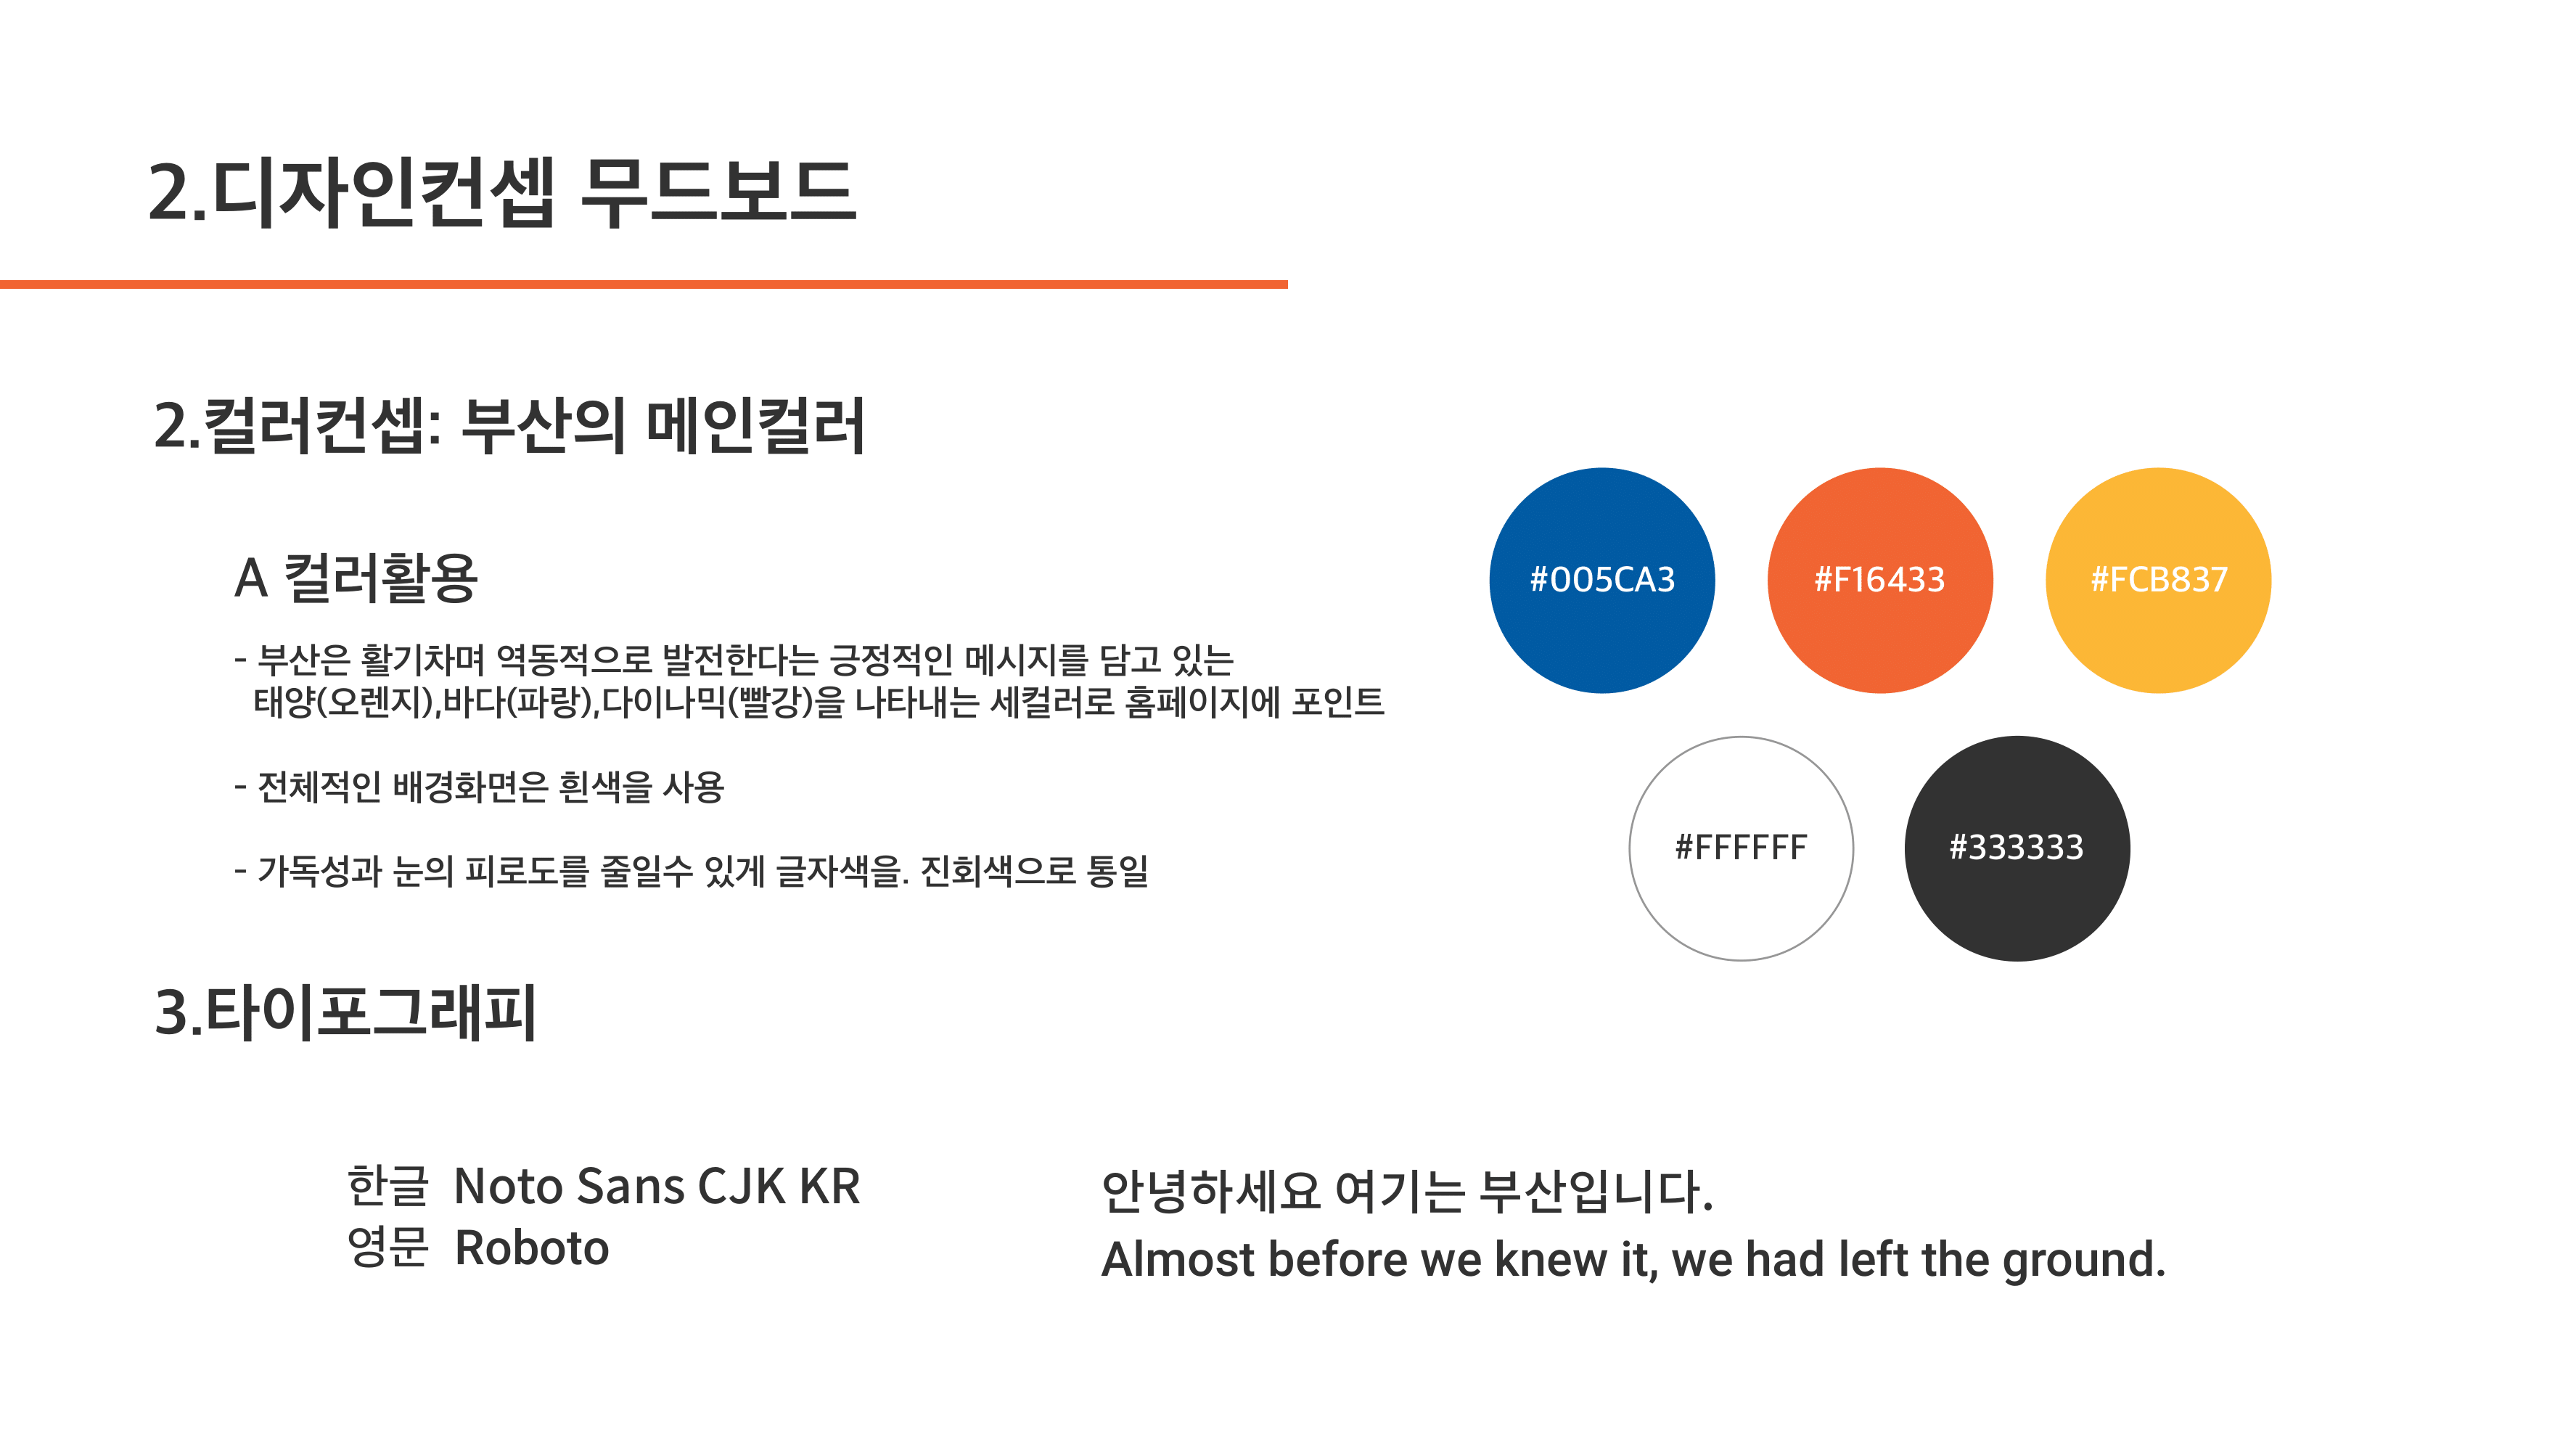 2.디자인컨셉 무드보드
2.컬러컨셉: 부산의 메인컬러
A 컬러활용
- 부산은 활기차며 역동적으로 발전한다는 긍정적인 메시지를 담고 있는
태양(오렌지),바다(파랑),다이나믹(빨강)을 나타내는 세컬러로 홈페이지에 포인트
- 전체적인 배경화면은 흰색을 사용
- 가독성과 눈의 피로도를 줄일수 있게 글자색을. 진회색으로 통일
#005CA3
#F16433
#FCB837
#FFFFFF
#333333
3.타이포그래피
한글 Noto Sans CJK KR
영문 Roboto
안녕하세요 여기는 부산입니다.
Almost before we knew it, we had left the ground.